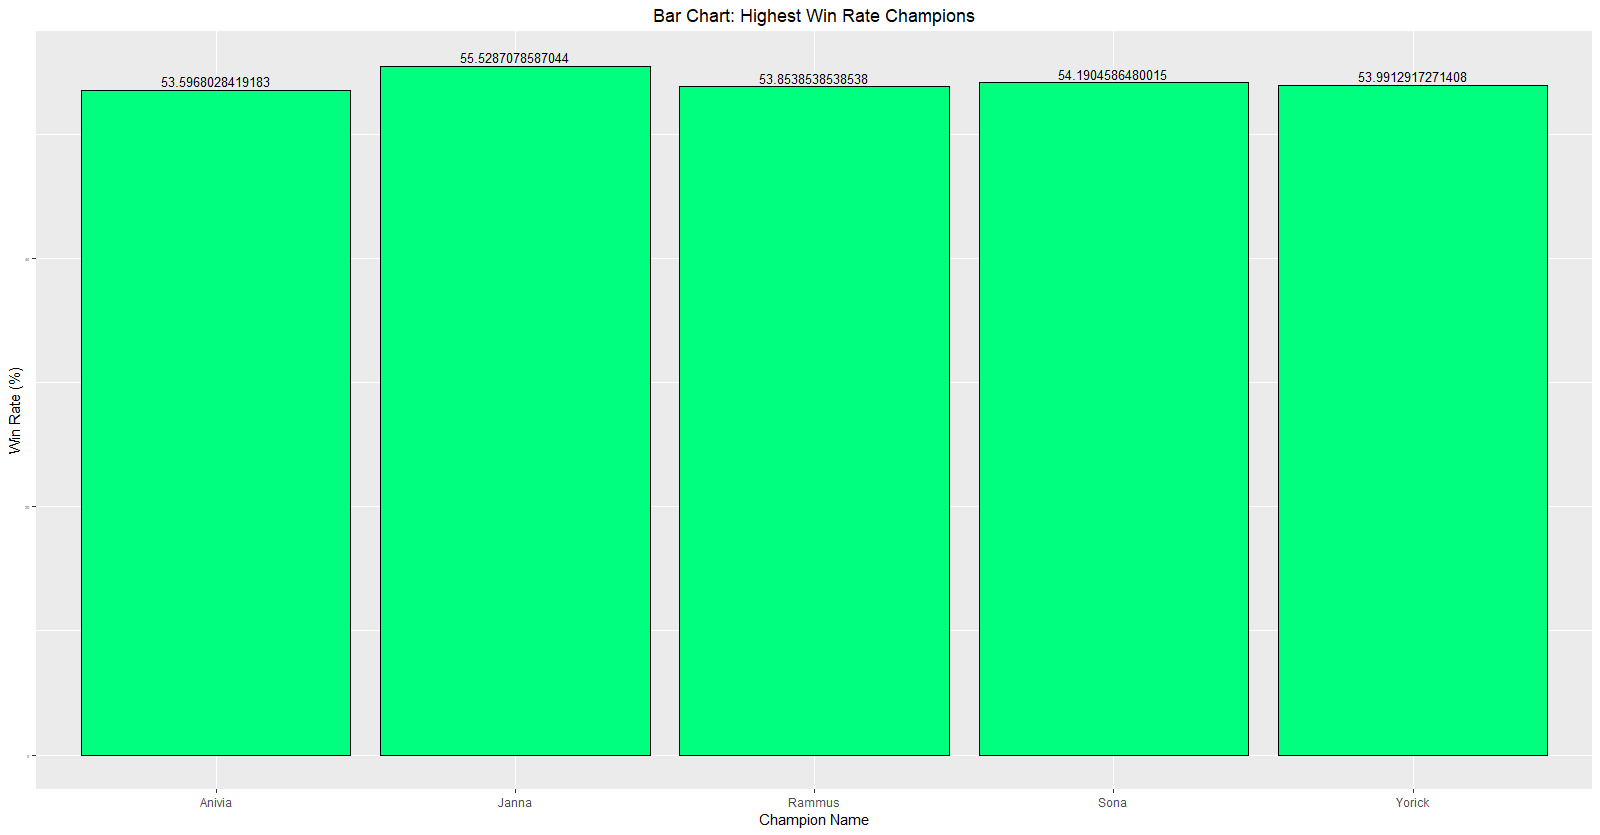 Bar Chart: Highest Win Rate Champions
53.5968028419183
55.5287078587044
53.8538538538538
54.1904586480015
53.9912917271408
Win Rate (%)
Anivia
Janna
Rammus
Sona
Yorick
Champion Name